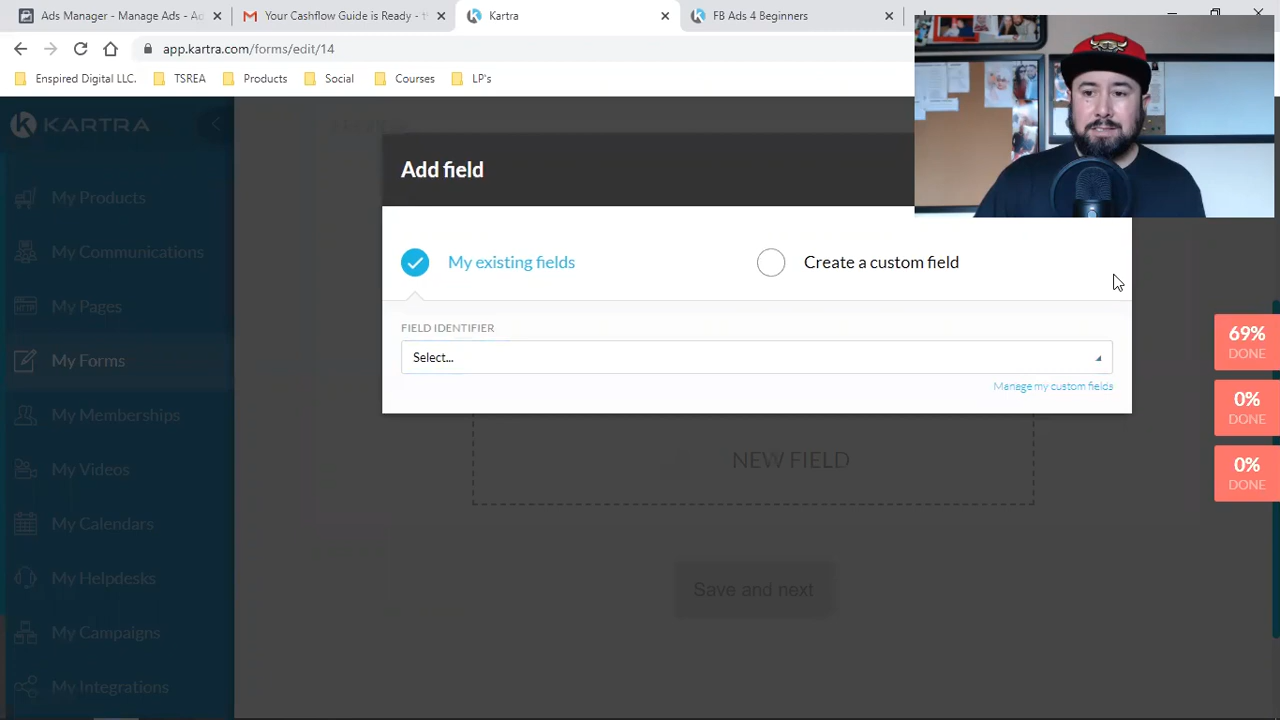 Ads Manager - Manage Ads - Ad
Your Cashflow Guide is Ready - tv
Kartra
FB Ads 4 Beginners
app.kartra.com/forms/edit/14
Enspired Digital LLC.
TSREA
Products
Social
Courses
LP's
KARTRA
My Products
My Communications
My Pages
My Forms
My Memberships
My Videos
My Calendars
My Helpdesks
My Campaigns
My Integrations
Add field
My existing fields
Create a custom field
FIELD IDENTIFIER
Select...
Manage my custom fields
NEW FIELD
Save and next
69%
DONE
0%
DONE
0%
DONE